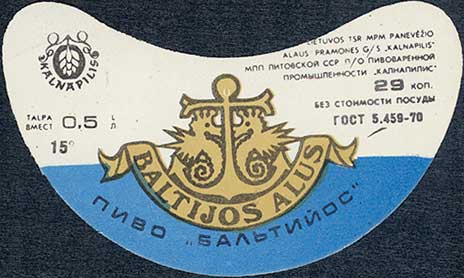 "KALNAPILIS"
TALPA
ВМЕСТ. 0,5 L
Л
15°
LIETUVOS TSR MPM PANEVĖŽIO
ALAUS PRAMONĖS G/S „KALNAPILIS"
МПП ЛИТОВСКОЙ ССР П/О ПИВОВАРЕННОЙ
ПРОМЫШЛЕННОСТИ „КАЛНАПИЛИС"
29 КОП.
БЕЗ СТОИМОСТИ ПОСУДЫ
ГОСТ 5.459-70
BALTIJOS ALUS
ПИВО „БАЛЬТИЙОС"